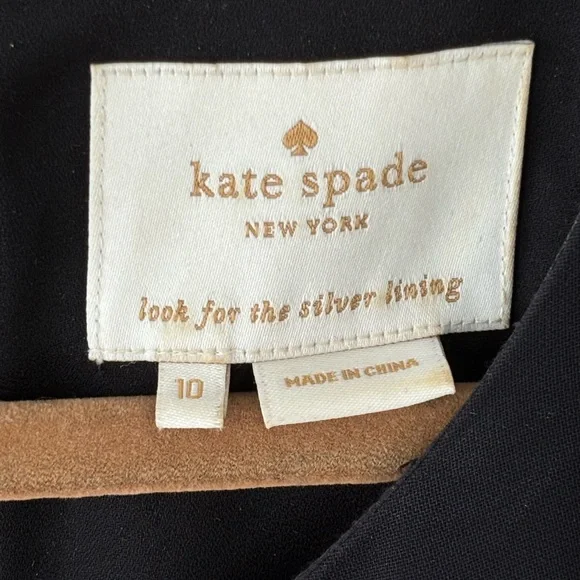 kate spade
NEW YORK
look for the silver lining
10
MADE IN CHINA